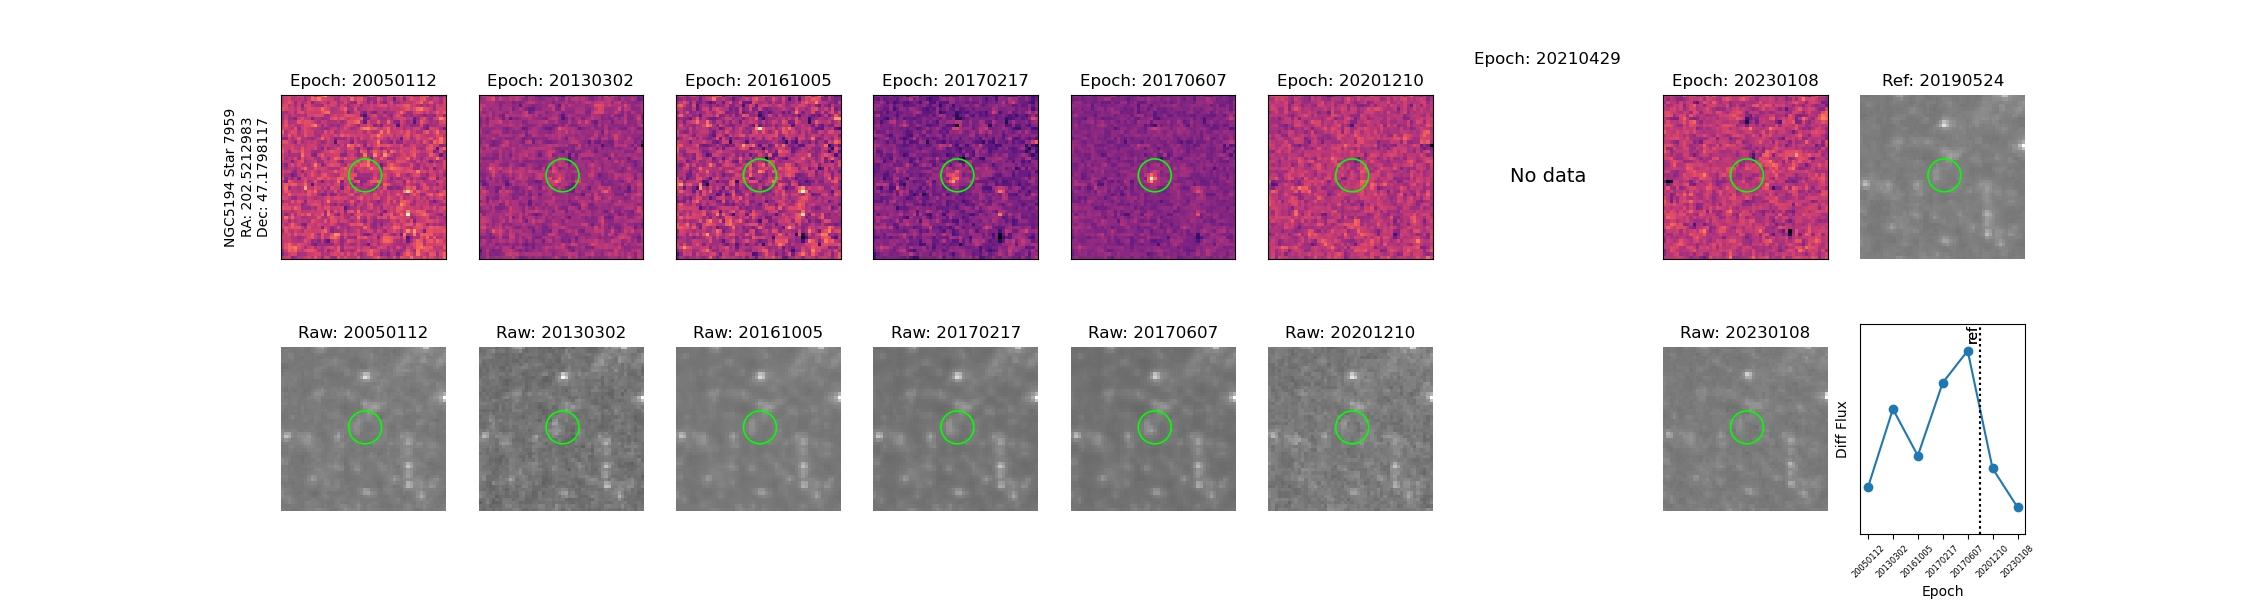 NGC5194 Star 7959
RA: 202.5212983
Dec: 47.1798117
Epoch: 20050112
Epoch: 20130302
Epoch: 20161005
Epoch: 20170217
Epoch: 20170607
Epoch: 20201210
Epoch: 20210429
No data
Epoch: 20230108
Ref: 20190524
Raw: 20050112
Raw: 20130302
Raw: 20161005
Raw: 20170217
Raw: 20170607
Raw: 20201210
Raw: 20230108
Diff Flux
ref
20050112
20130302
20161005
20170217
20170607
20201210
20230108
Epoch